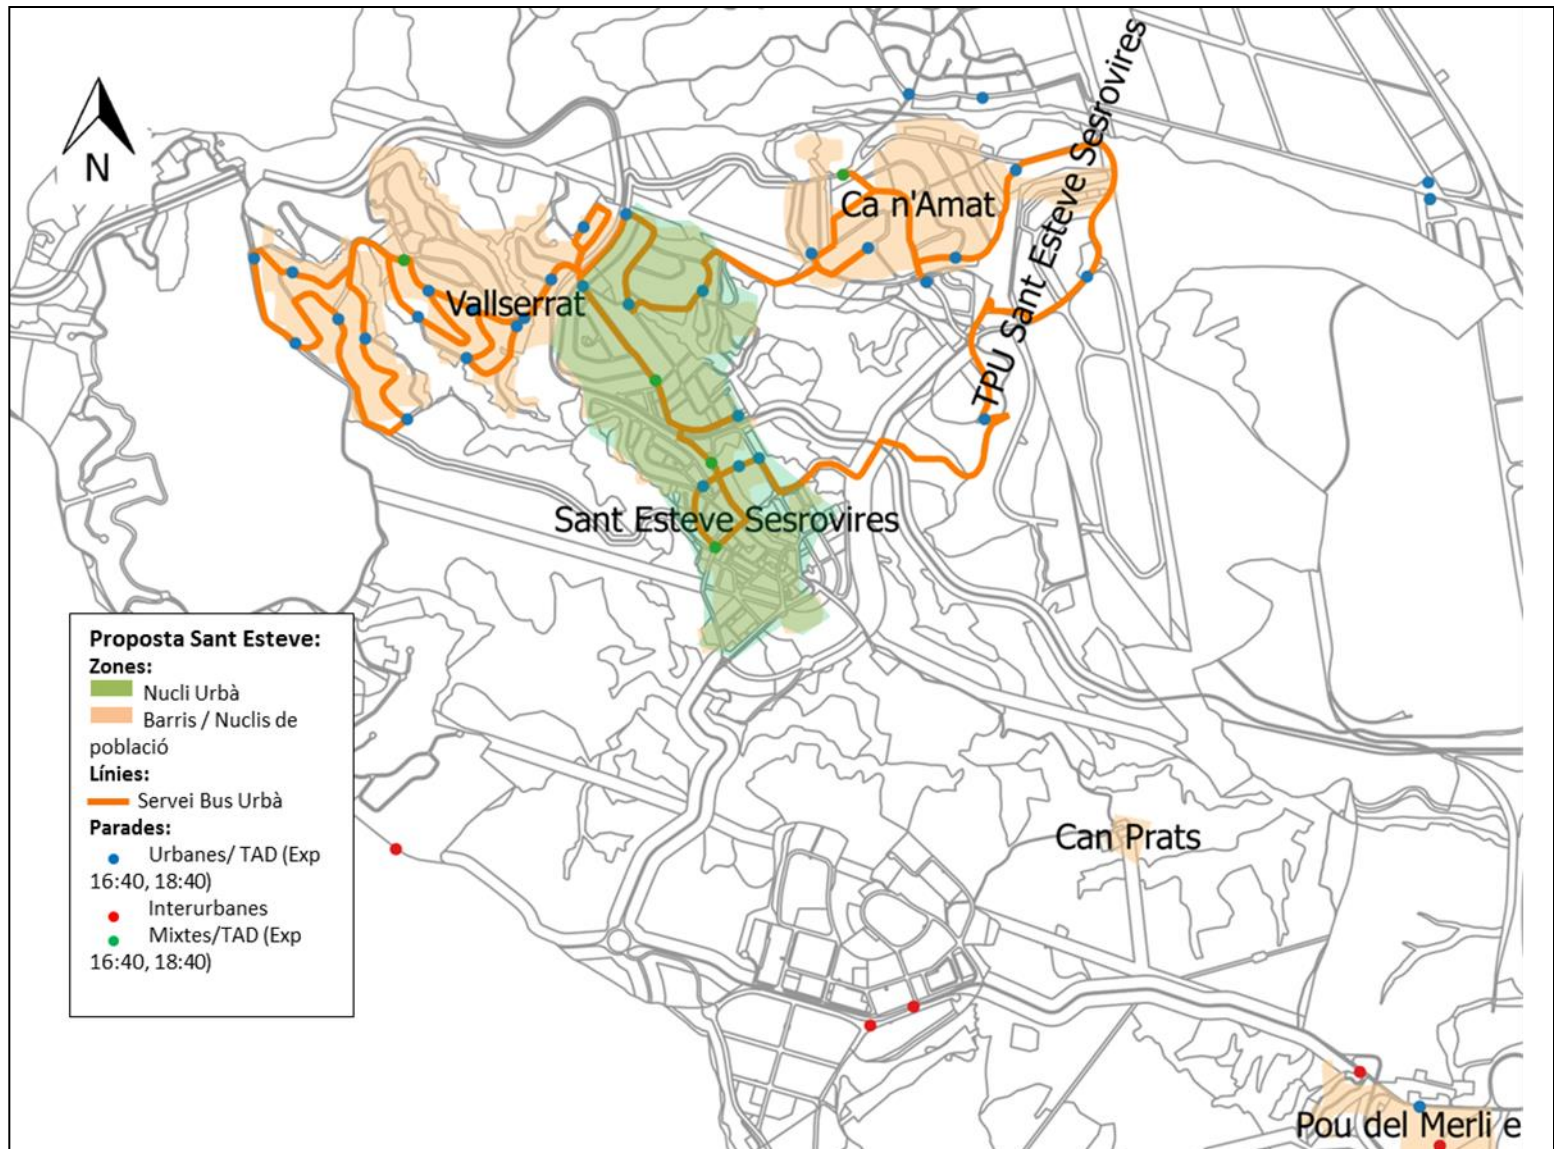 N
TPU Sant Esteve Sesrovires
Ca n'Amat
Vallserrat
Sant Esteve Sesrovires
Proposta Sant Esteve:
Zones:
Nucli Urbà
Barris / Nuclis de
població
Línies:
Servei Bus Urbà
Parades:
Urbanes/ TAD (Exp
16:40, 18:40)
Interurbanes
Mixtes/TAD (Exp
16:40, 18:40)
Can Prats
Pou del Merli e